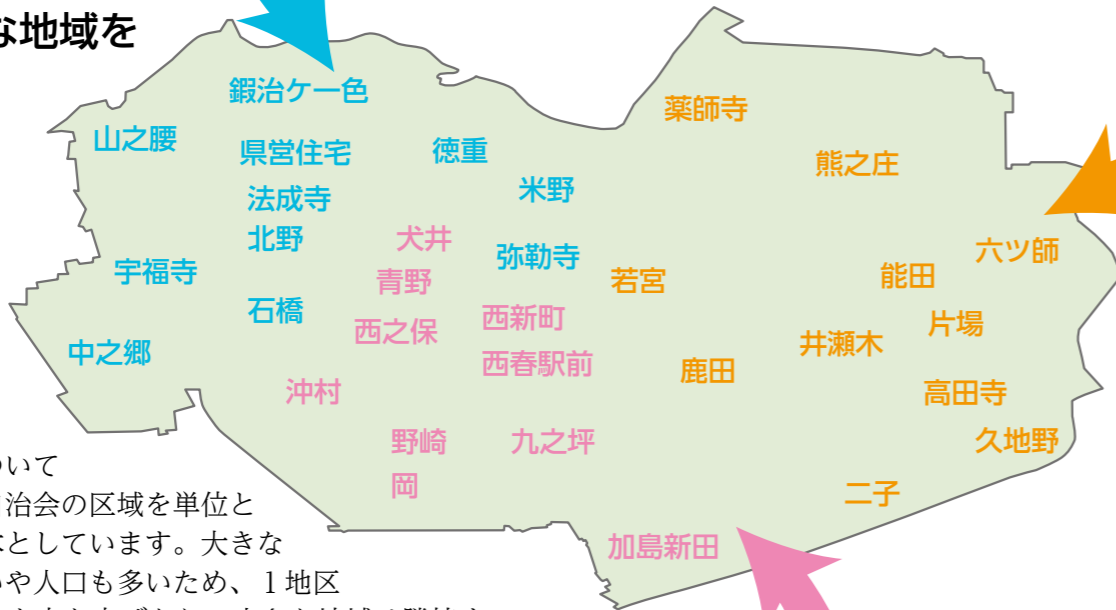 な地域を
鍛治ケ一色
薬師寺
山之腰
県営住宅
徳重
熊之庄
法成寺
米野
北野
犬井
弥勒寺
六ツ師
宇福寺
青野
若宮
能田
石橋
西之保
西新町
片場
中之郷
西春駅前
井瀬木
沖村
鹿田
高田寺
野崎
九之坪
久地野
岡
二子
加島新田
ついて
治会の区域を単位と
としています。大きな
や人口も多いため、１地区